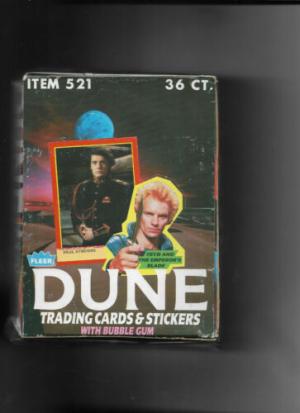 ITEM 521 36 CT.
PAUL ATREIDES
FEYD AND
THE EMPEROR'S
BLADE
FLEER
DUNE
TRADING CARDS & STICKERS
WITH BUBBLE GUM